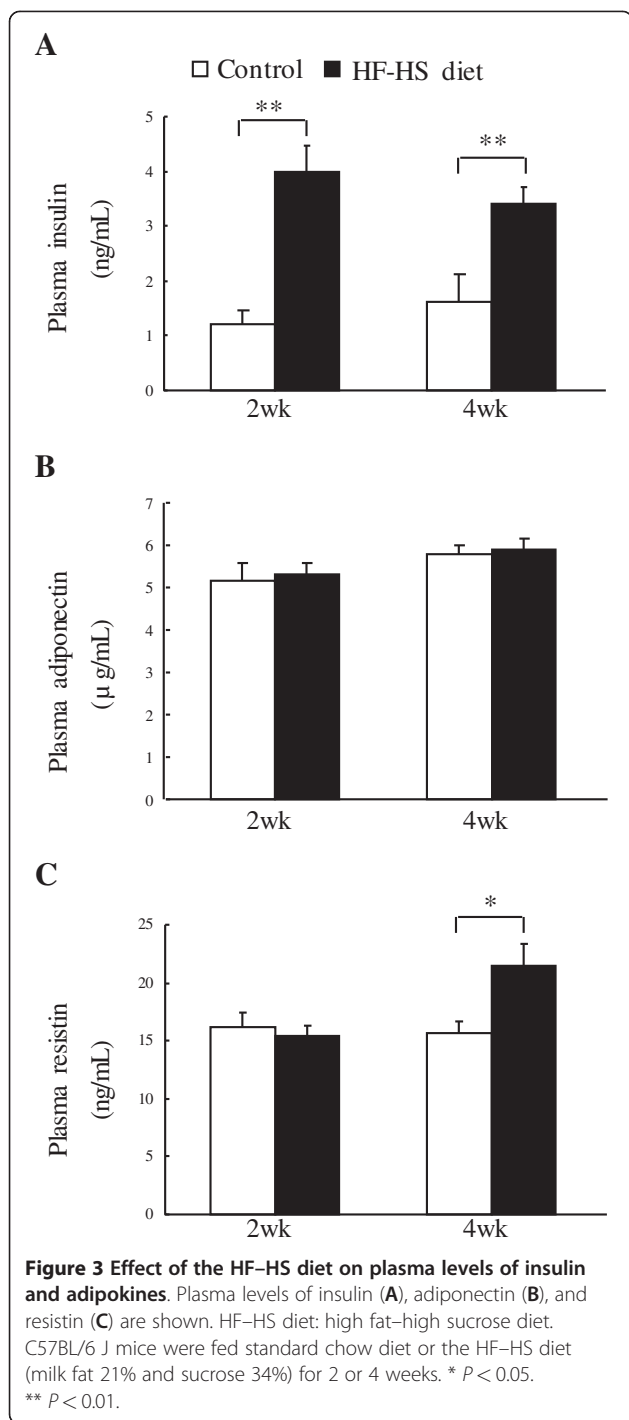 A
Control HF-HS diet
**
**
Plasma insulin
(ng/mL)
5
4
3
2
1
0
2wk 4wk
B
Plasma adiponectin
(μ g/mL)
7
6
5
4
3
2
1
0
2wk 4wk
C
*
Plasma resistin
(ng/mL)
25
20
15
10
5
0
2wk 4wk
Figure 3 Effect of the HF–HS diet on plasma levels of insulin
and adipokines. Plasma levels of insulin (A), adiponectin (B), and
resistin (C) are shown. HF–HS diet: high fat–high sucrose diet.
C57BL/6 J mice were fed standard chow diet or the HF–HS diet
(milk fat 21% and sucrose 34%) for 2 or 4 weeks. * P < 0.05.
** P < 0.01.